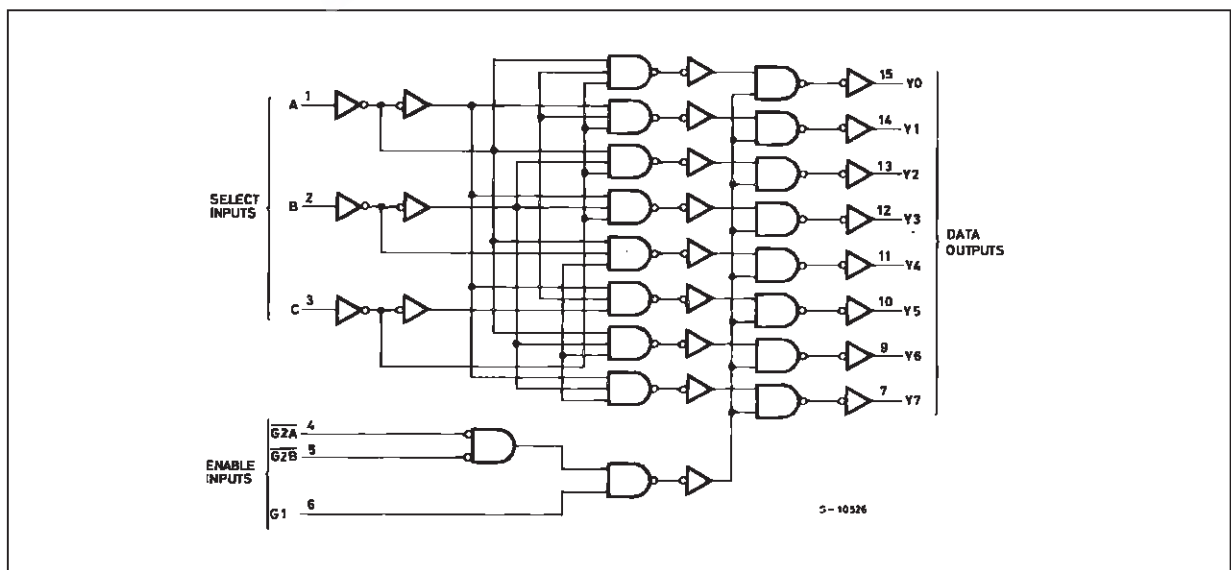 15 Y0
A 1
14 Y1
13 Y2
SELECT
INPUTS
B 2
12 Y3
DATA
OUTPUTS
11 Y4
C 3
10 Y5
9 Y6
7 Y7
G2A 4
G2B 5
ENABLE
INPUTS
G1 6
S-10526